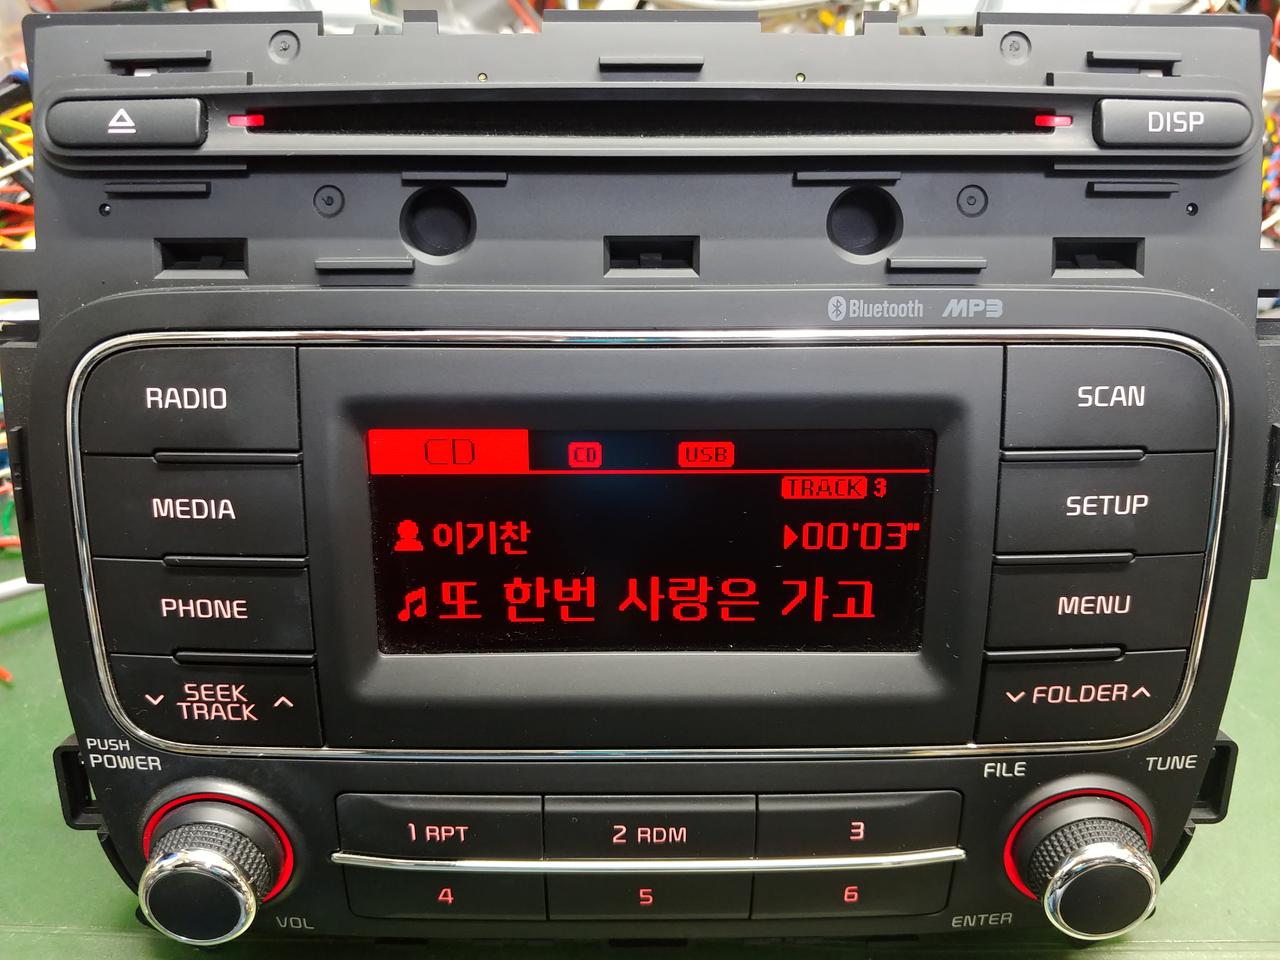 DISP
Bluetooth MP3
RADIO
SCAN
CD CD USB
TRACK 3
MEDIA
SETUP
이기찬 00'03"
또 한번 사랑은 가고
PHONE
MENU
SEEK
TRACK
FOLDER
PUSH
POWER
FILE
TUNE
1 RPT
2 RDM
3
4
5
6
VOL
ENTER